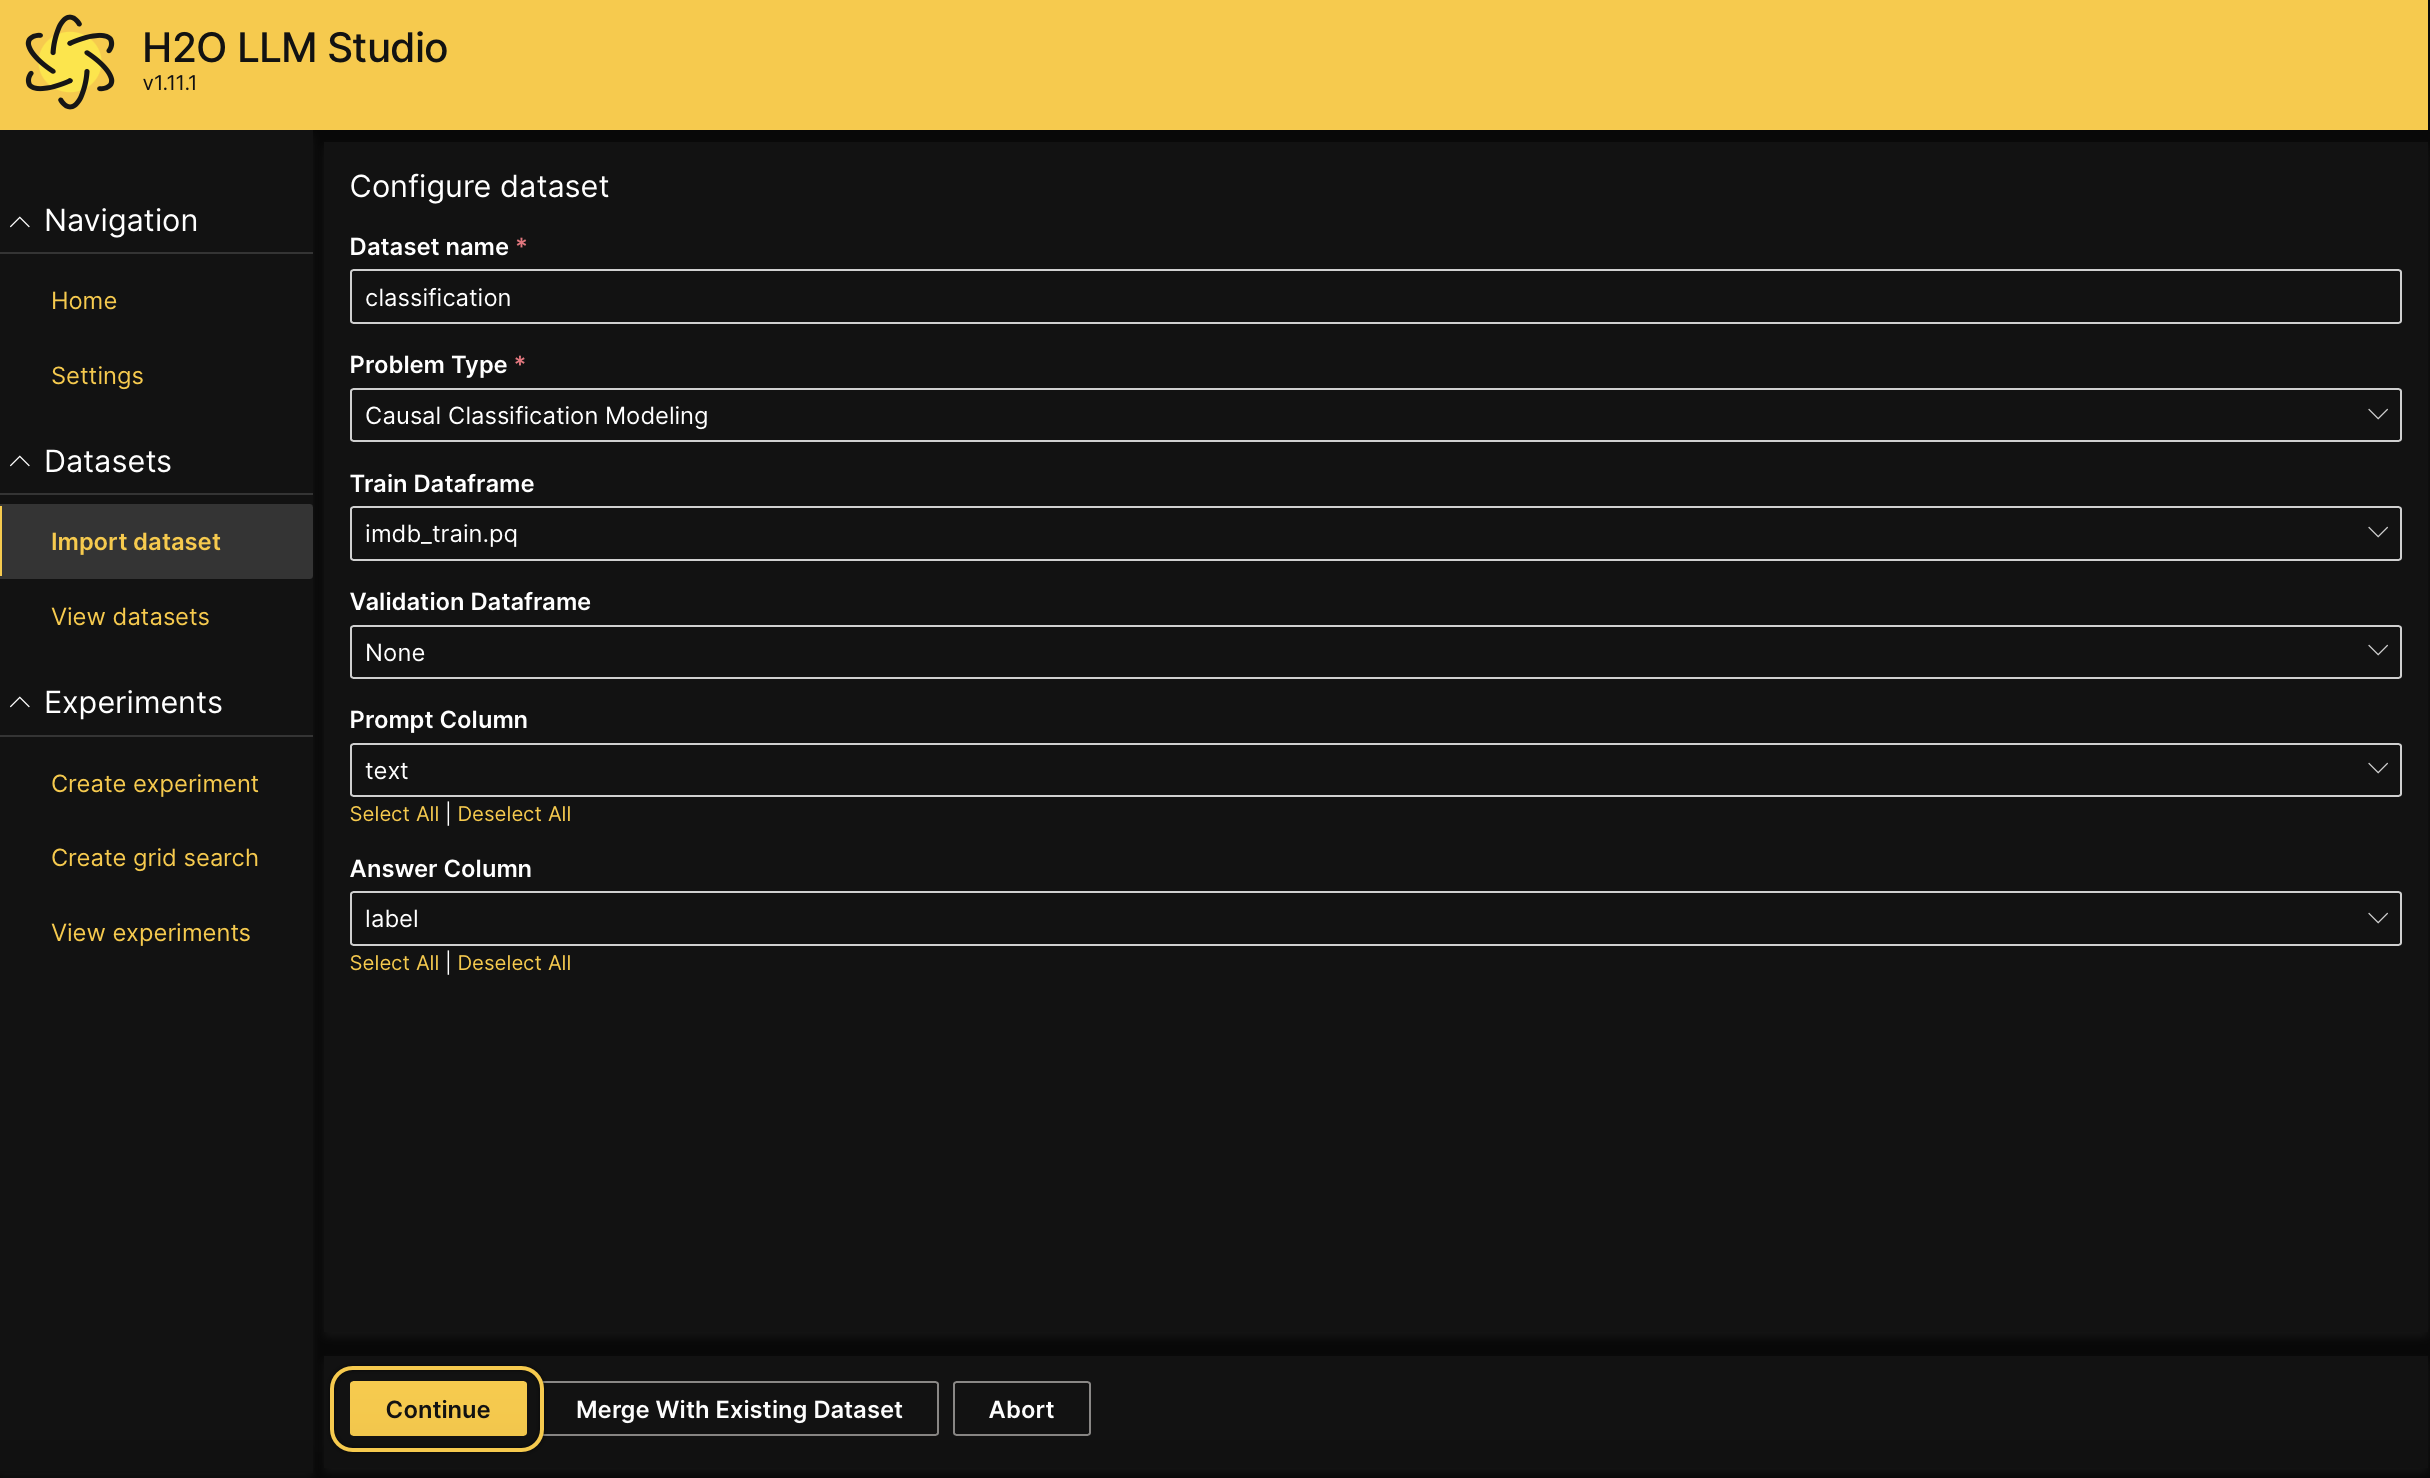 H2O LLM Studio
v1.11.1
Navigation
Home
Settings
Datasets
Import dataset
View datasets
Experiments
Create experiment
Create grid search
View experiments
Configure dataset
Dataset name *
classification
Problem Type *
Causal Classification Modeling
Train Dataframe
imdb_train.pq
Validation Dataframe
None
Prompt Column
text
Select All | Deselect All
Answer Column
label
Select All | Deselect All
Continue
Merge With Existing Dataset
Abort